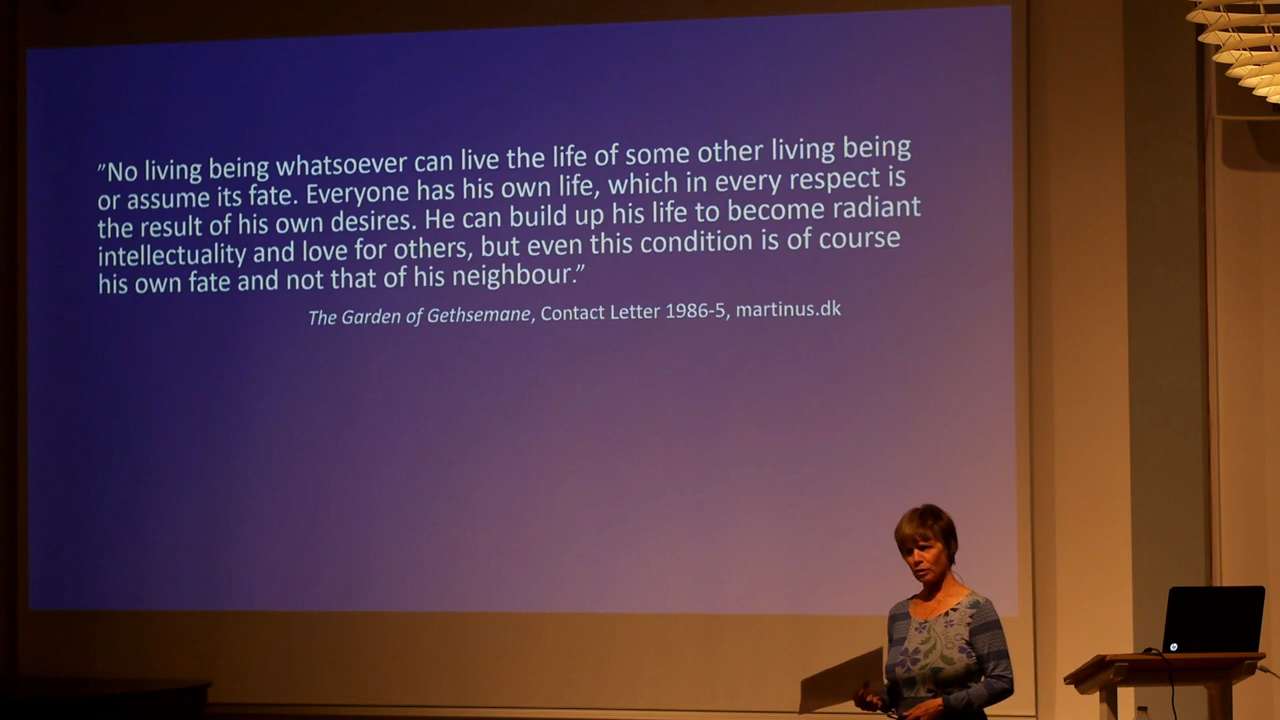 "No living being whatsoever can live the life of some other living being
or assume its fate. Everyone has his own life, which in every respect is
the result of his own desires. He can build up his life to become radiant
intellectuality and love for others, but even this condition is of course
his own fate and not that of his neighbour."
The Garden of Gethsemane, Contact Letter 1986-5, martinus.dk
hp